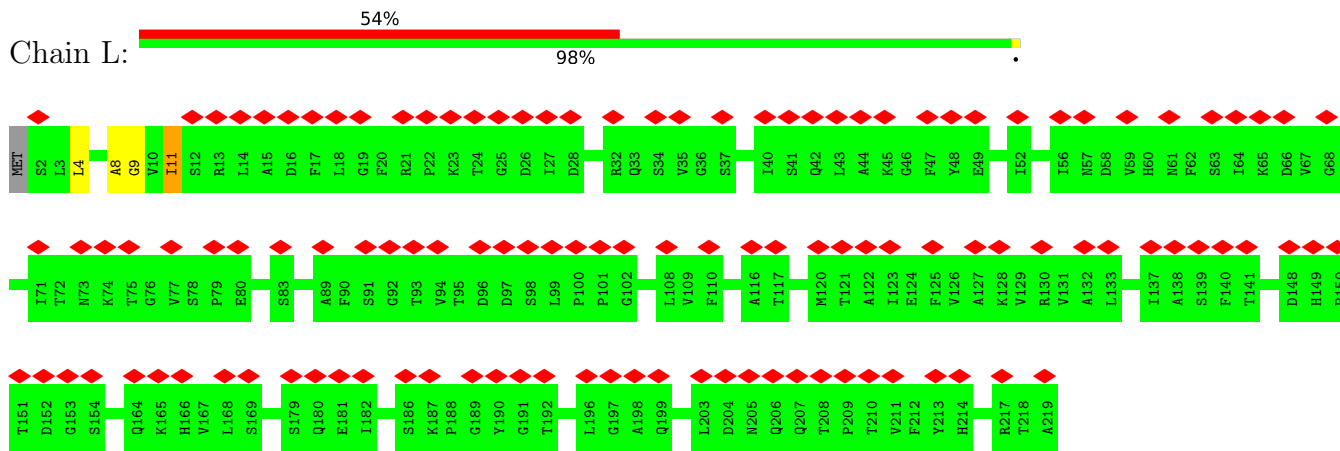 54%
Chain L:
98%
MET S2 L3 L4 A8 G9 V10 I11 S12 R13 L14 A15 D16 F17 L18 G19 F20 R21 P22 K23 T24 G25 D26 I27 D28 R32 Q33 S34 V35 G36 S37 I40 S41 Q42 L43 A44 K45 G46 F47 Y48 E49 I52 I56 N57 D58 V59 H60 N61 F62 S63 I64 K65 D66 V67 G68
I71 T72 N73 K74 T75 G76 V77 S78 P79 E80 S83 A89 F90 S91 G92 T93 V94 T95 D96 D97 S98 L99 P100 P101 G102 L108 V109 F110 A116 T117 M120 T121 A122 I123 E124 F125 V126 A127 K128 V129 R130 V131 A132 L133 I137 A138 S139 F140 T141 D148 H149
T151 D152 G153 S154 Q164 K165 H166 V167 L168 S169 S179 Q180 E181 I182 S186 K187 P188 G189 Y190 G191 T192 L196 G197 A198 Q199 L203 D204 N205 Q206 Q207 T208 P209 T210 V211 F212 Y213 H214 R217 T218 A219